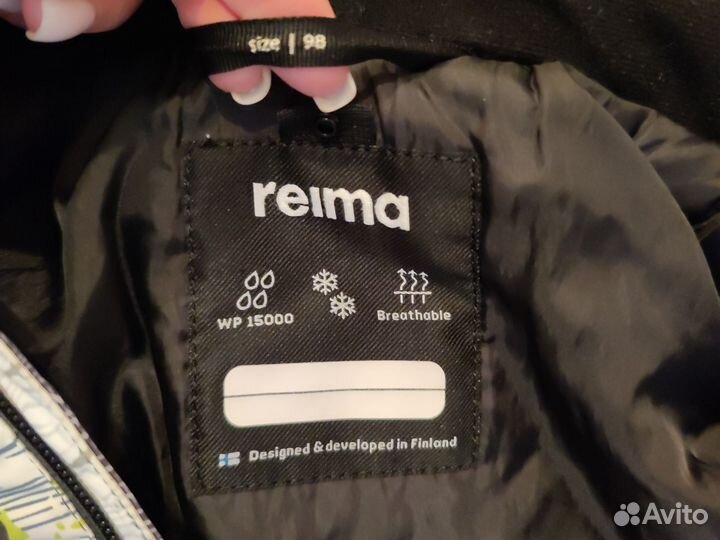 size | 98
reima
WP 15000
Breathable
Designed & developed in Finland
Avito